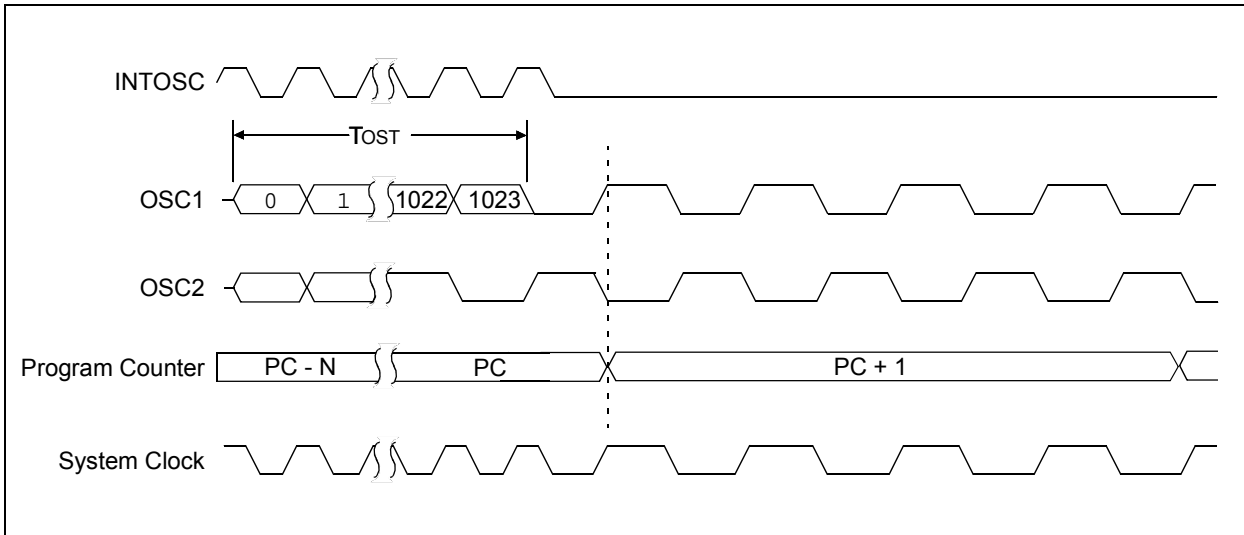 INTOSC
TOST
OSC1 0 1 1022 1023
OSC2
Program Counter PC - N PC PC + 1
System Clock